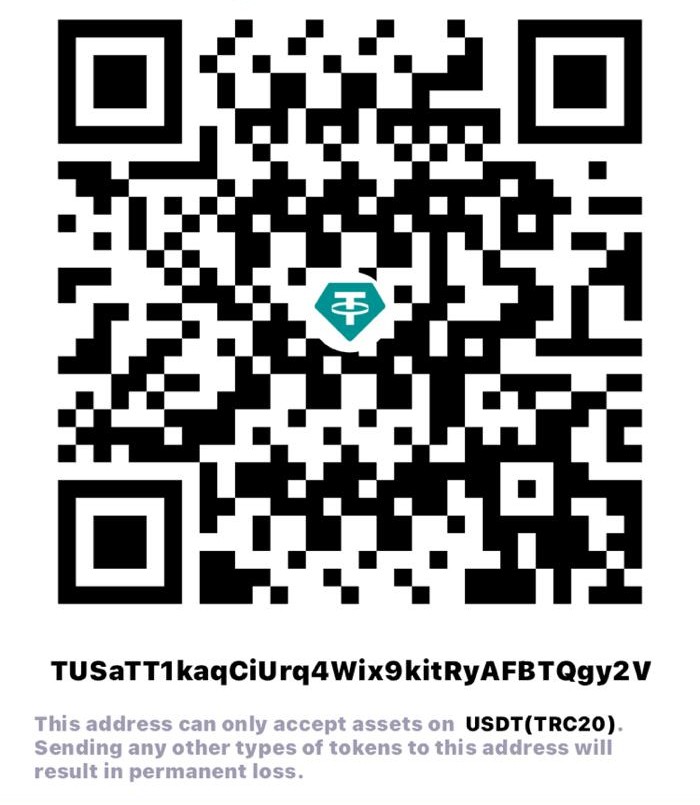 TUSaTT1kaqCiUrq4Wix9kitRyAFBTQgy2V
This address can only accept assets on USDT(TRC20).
Sending any other types of tokens to this address will
result in permanent loss.